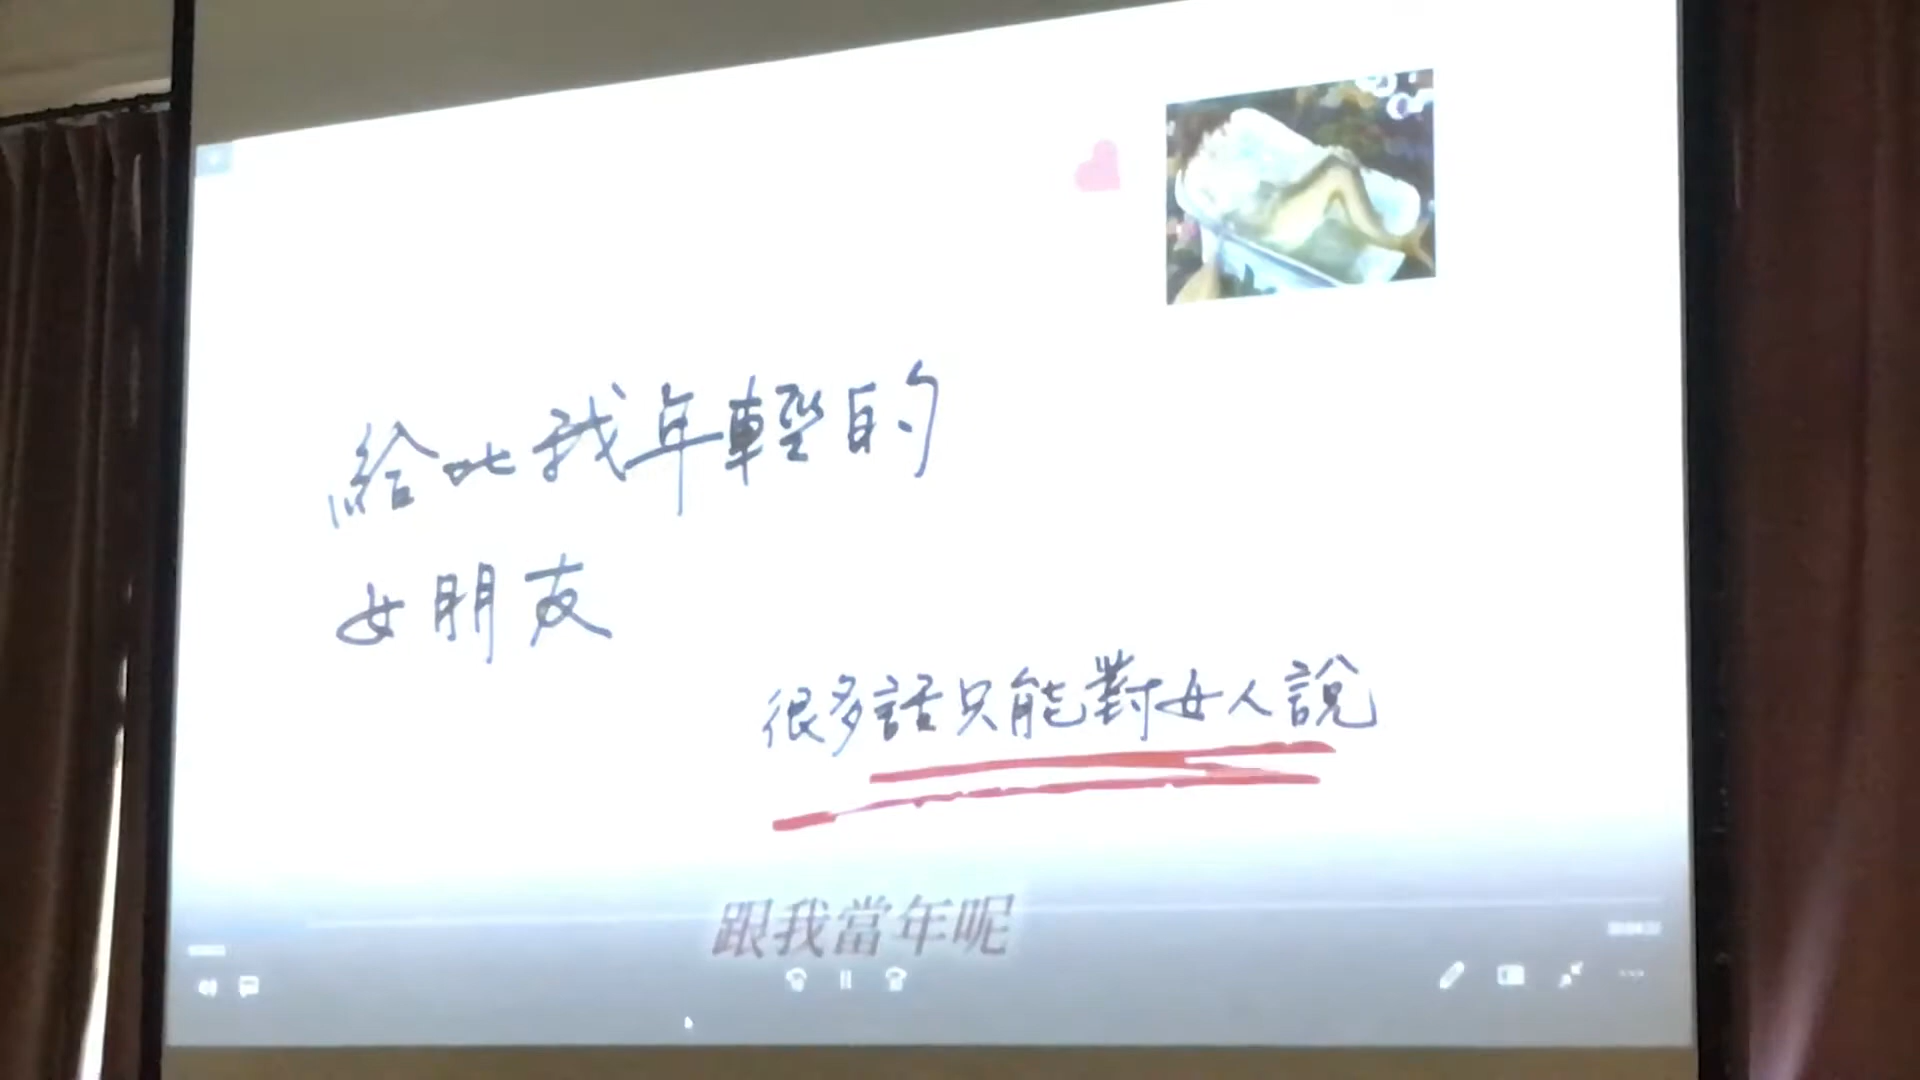 給比我年輕的
女朋友
很多話只能對女人說
跟我當年呢